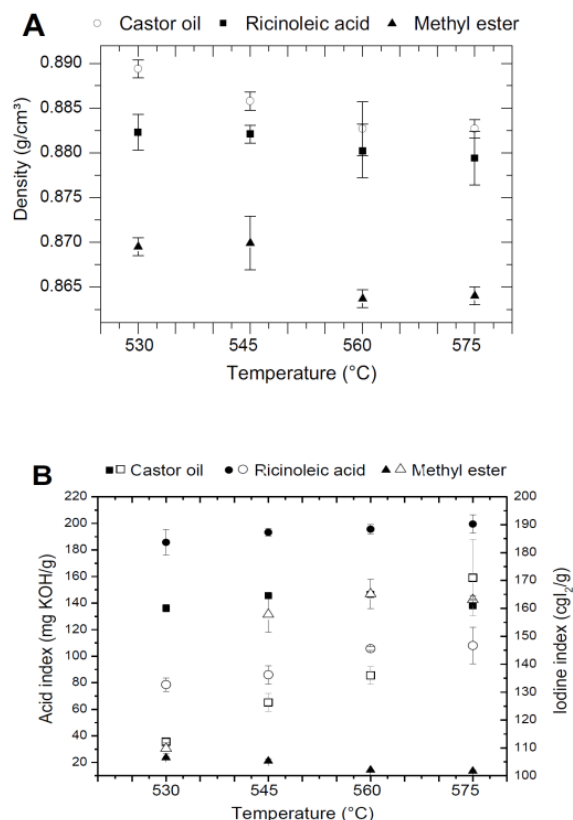 A
○ Castor oil ■ Ricinoleic acid ▲ Methyl ester
0.890
0.885
0.880
0.875
0.870
0.865
Density (g/cm³)
530 545 560 575
Temperature (°C)
B
■ □ Castor oil ● ○ Ricinoleic acid ▲ △ Methyl ester
220
200
180
160
140
120
100
80
60
40
20
Acid index (mg KOH/g)
200
190
180
170
160
150
140
130
120
110
100
Iodine index (cgI₂/g)
530 545 560 575
Temperature (°C)